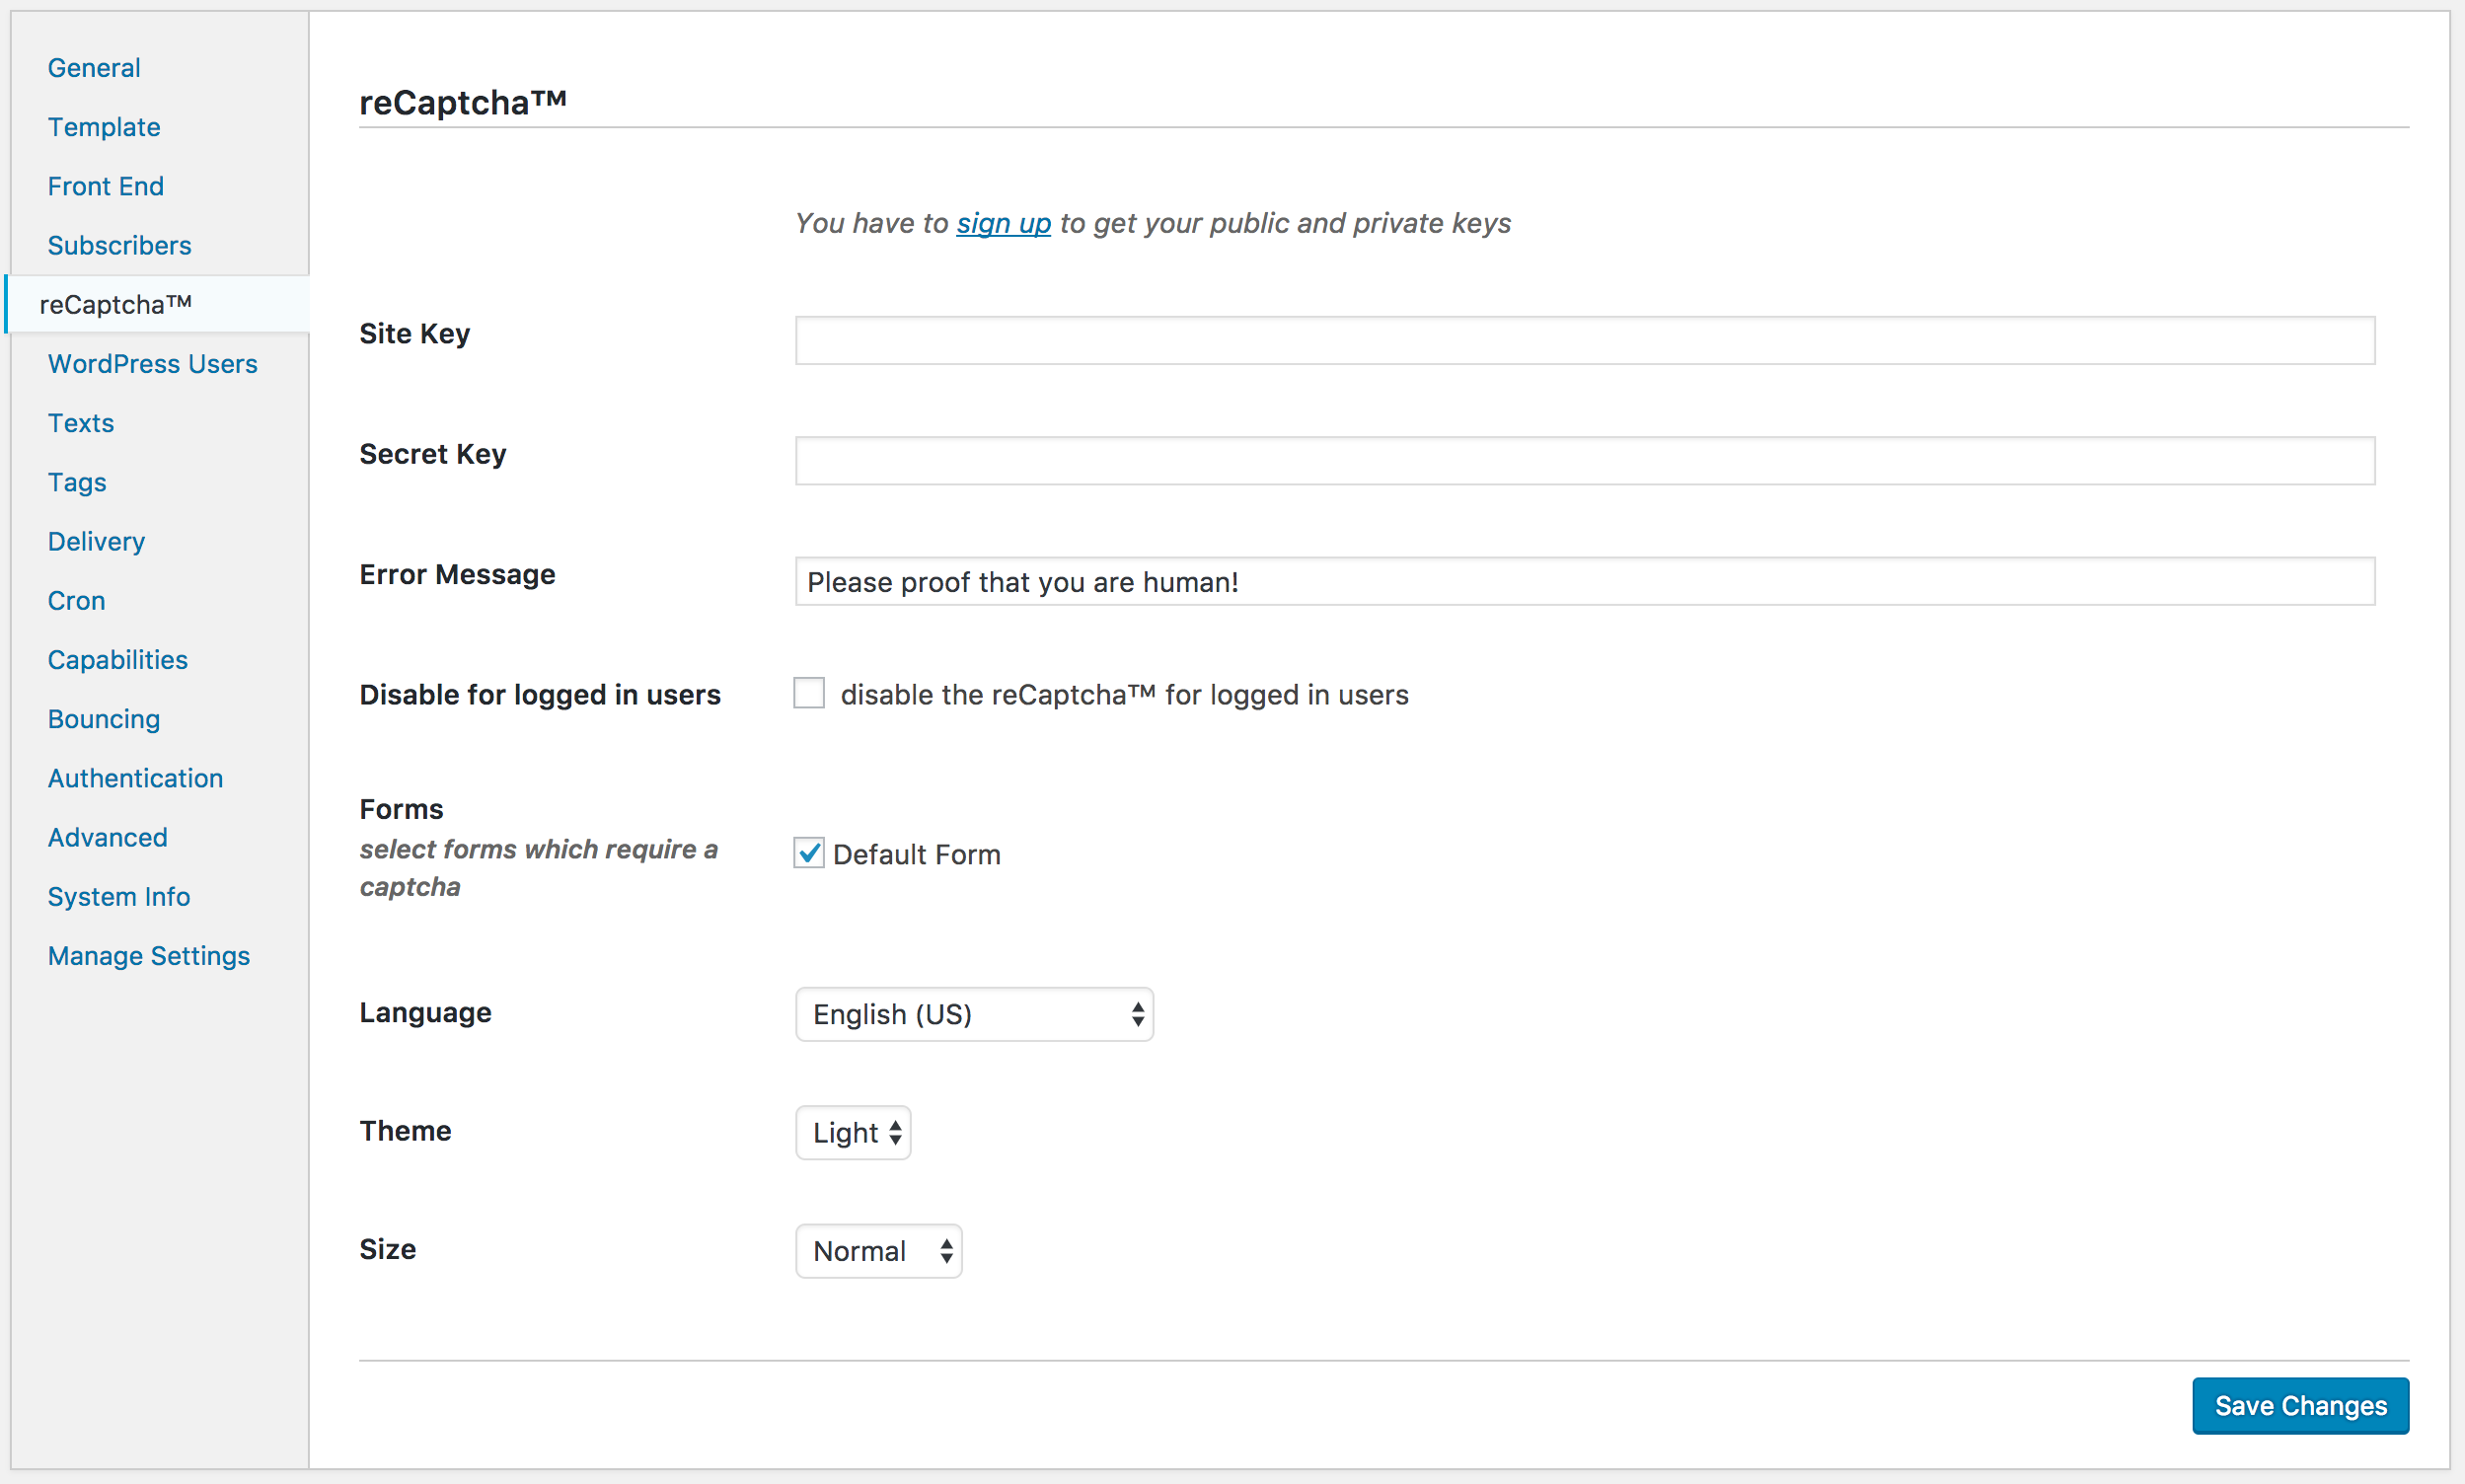 General
Template
Front End
Subscribers
reCaptcha™
WordPress Users
Texts
Tags
Delivery
Cron
Capabilities
Bouncing
Authentication
Advanced
System Info
Manage Settings
reCaptcha™
You have to sign up to get your public and private keys
Site Key
Secret Key
Error Message
Please proof that you are human!
Disable for logged in users
disable the reCaptcha™ for logged in users
Forms
select forms which require a
captcha
Default Form
Language
English (US)
Theme
Light
Size
Normal
Save Changes